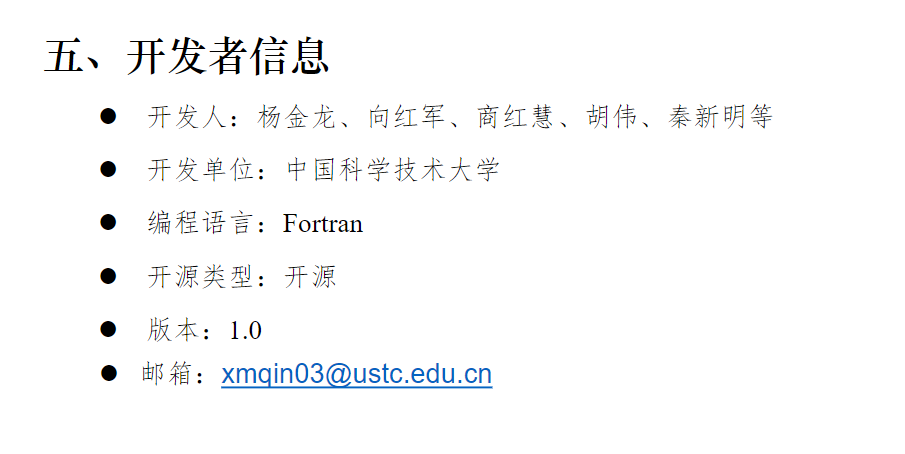 五、开发者信息
● 开发人：杨金龙、向红军、商红慧、胡伟、秦新明等
● 开发单位：中国科学技术大学
● 编程语言：Fortran
● 开源类型：开源
● 版本：1.0
● 邮箱：xmqin03@ustc.edu.cn